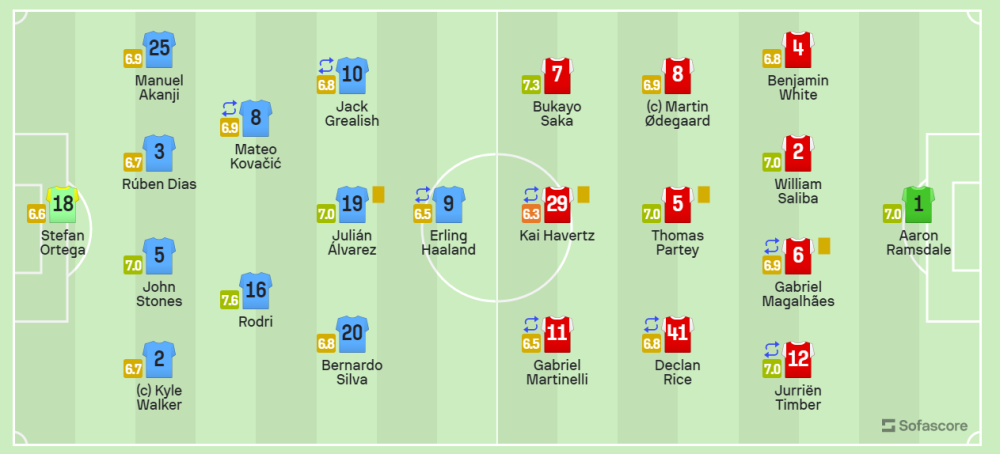 25
6.9
Manuel
Akanji
10
6.8
Jack
Grealish
8
6.9
Mateo
Kovačić
3
6.7
Rúben Dias
18
6.6
Stefan
Ortega
19
7.0
Julián
Álvarez
9
6.5
Erling
Haaland
5
7.0
John
Stones
16
7.6
Rodri
20
6.8
Bernardo
Silva
2
6.7
(c) Kyle
Walker
7
7.3
Bukayo
Saka
8
6.9
(c) Martin
Ødegaard
4
6.8
Benjamin
White
2
7.0
William
Saliba
29
6.3
Kai Havertz
5
7.0
Thomas
Partey
1
7.0
Aaron
Ramsdale
6
6.9
Gabriel
Magalhães
11
6.5
Gabriel
Martinelli
41
6.8
Declan
Rice
12
7.0
Jurriën
Timber
Sofascore